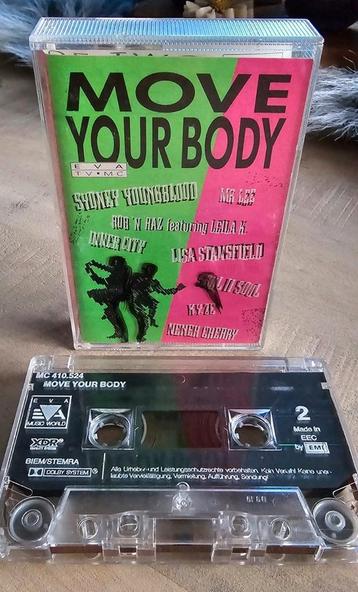 MOVE
YOUR BODY
EVA
TV•MC
SYDNEY YOUNGBLOOD
MR LEE
ROB 'N RAZ featuring LEILA K.
INNER CITY
LISA STANSFIELD
SOUL II SOUL
KYZE
NENEH CHERRY
MC 410.524
MOVE YOUR BODY
EVA
MUSIC WORLD
XDR
BIEM/STEMRA
DOLBY SYSTEM
2
Made in
EEC
by EMI
Alle Urheber-und Leistungsschutzrechte vorbehalten. Kein Verleih! Keine uner-
laubte Vervielfältigung, Vermietung, Aufführung, Sendung!